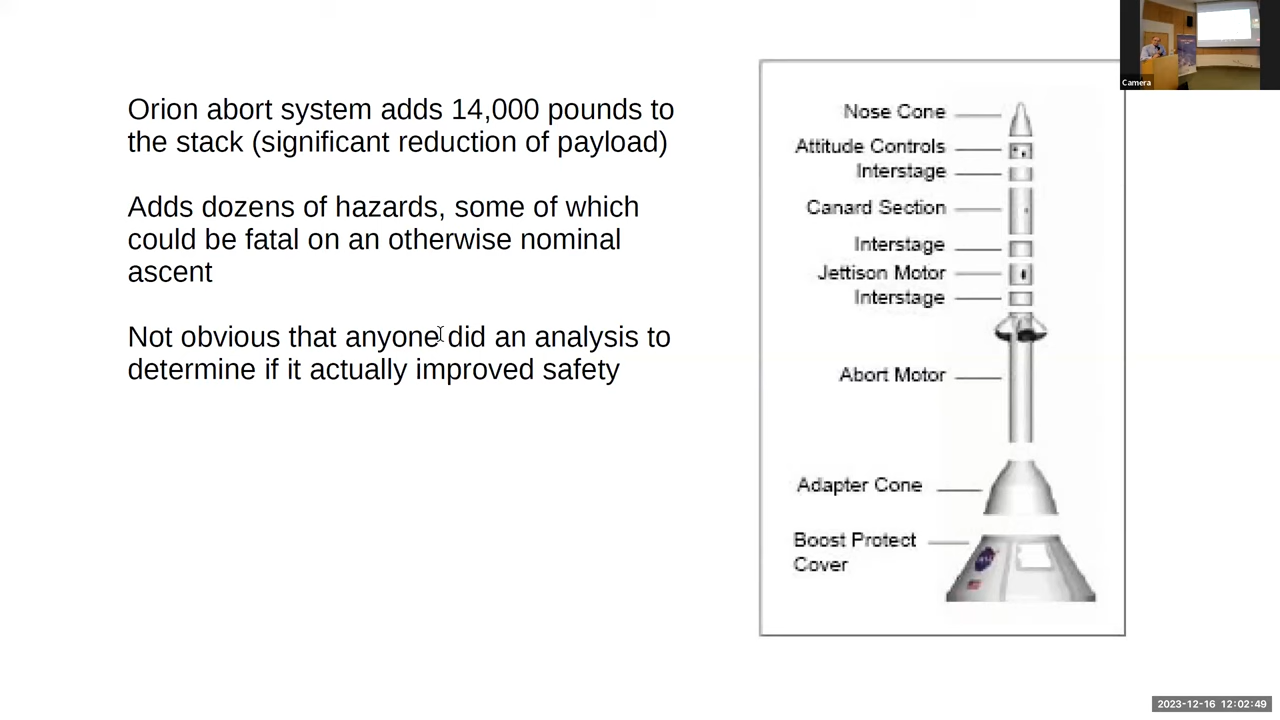 Orion abort system adds 14,000 pounds to
the stack (significant reduction of payload)
Adds dozens of hazards, some of which
could be fatal on an otherwise nominal
ascent
Not obvious that anyone did an analysis to
determine if it actually improved safety
Nose Cone
Attitude Controls
Interstage
Canard Section
Interstage
Jettison Motor
Interstage
Abort Motor
Adapter Cone
Boost Protect
Cover
Camera
2023-12-16 12:02:49